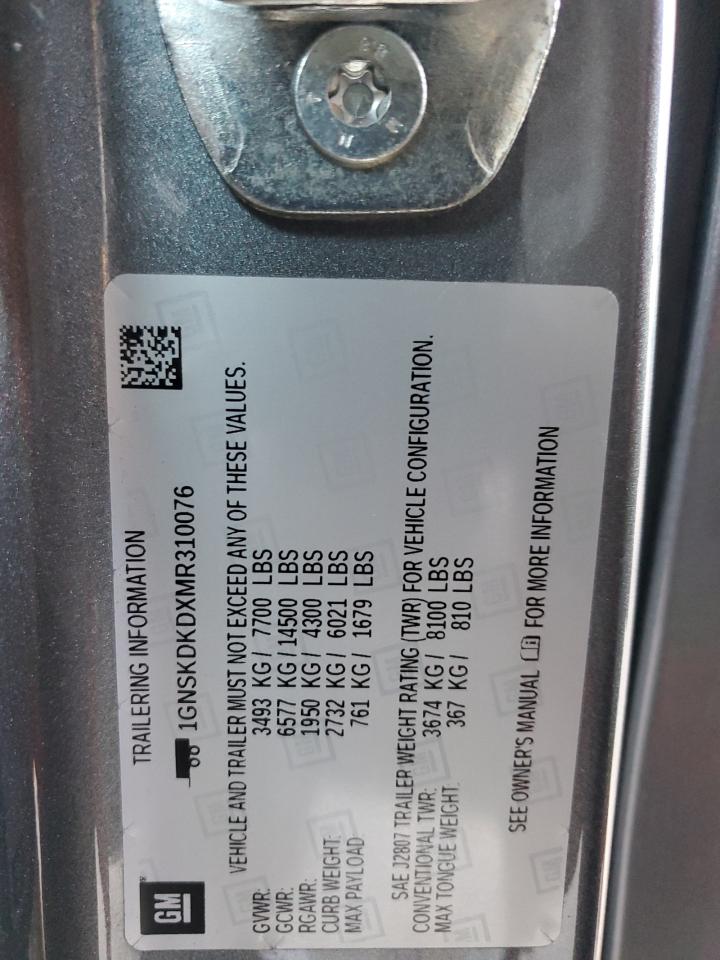 GM
TRAILERING INFORMATION
1GNSKDKDXMR310076
VEHICLE AND TRAILER MUST NOT EXCEED ANY OF THESE VALUES.
GVWR: 3493 KG / 7700 LBS
GCWR: 6577 KG / 14500 LBS
RGAWR: 1950 KG / 4300 LBS
CURB WEIGHT: 2732 KG / 6021 LBS
MAX PAYLOAD: 761 KG / 1679 LBS
SAE J2807 TRAILER WEIGHT RATING (TWR) FOR VEHICLE CONFIGURATION.
CONVENTIONAL TWR: 3674 KG / 8100 LBS
MAX TONGUE WEIGHT: 367 KG / 810 LBS
SEE OWNER'S MANUAL FOR MORE INFORMATION